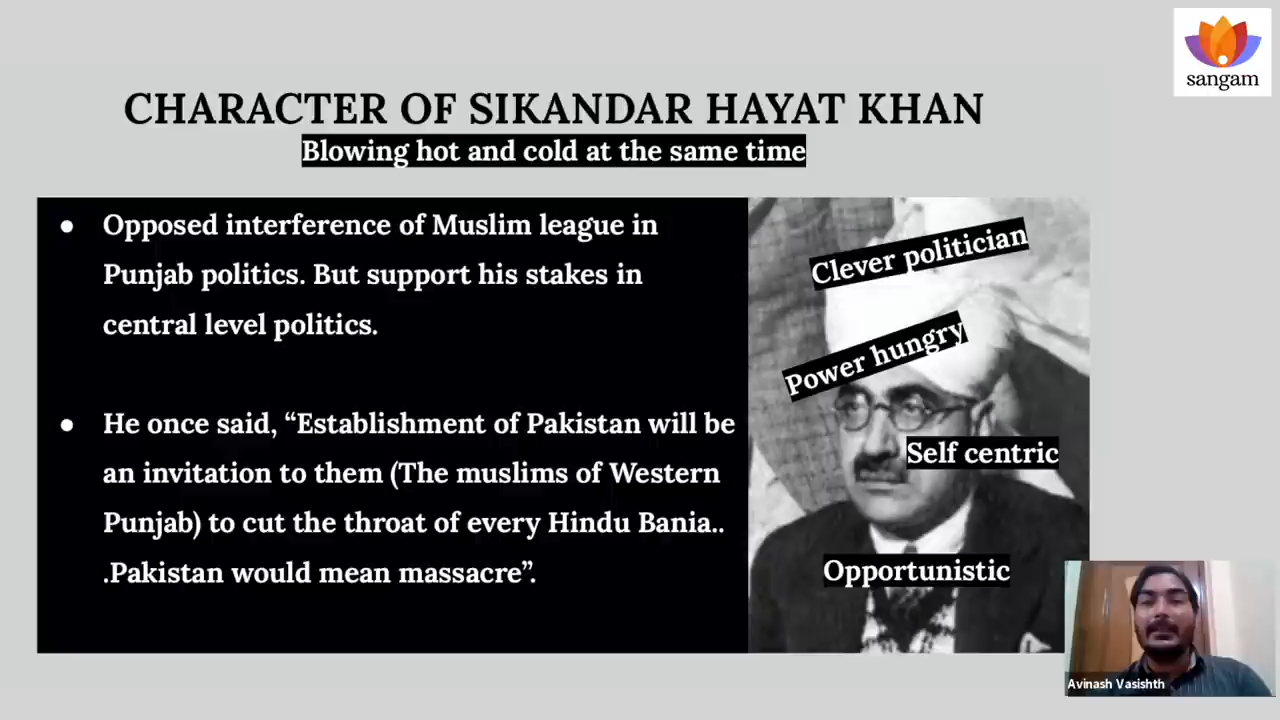 sangam
CHARACTER OF SIKANDAR HAYAT KHAN
Blowing hot and cold at the same time
● Opposed interference of Muslim league in
Punjab politics. But support his stakes in
central level politics.
● He once said, “Establishment of Pakistan will be
an invitation to them (The muslims of Western
Punjab) to cut the throat of every Hindu Bania..
.Pakistan would mean massacre”.
Clever politician
Power hungry
Self centric
Opportunistic
Avinash Vasishth